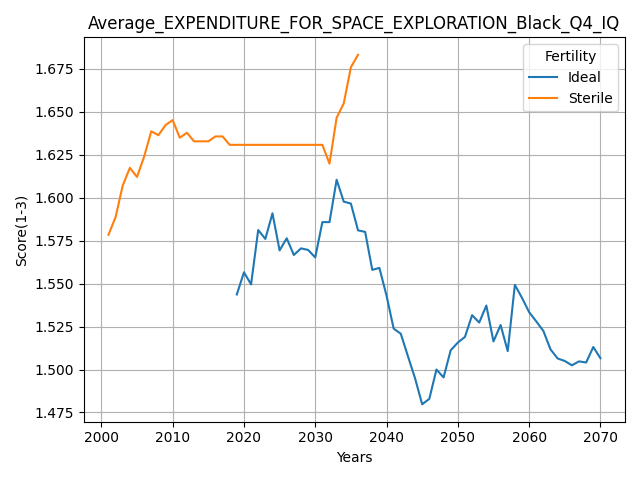 Average_EXPENDITURE_FOR_SPACE_EXPLORATION_Black_Q4_IQ
Fertility
Ideal
Sterile
Score(1-3)
1.675
1.650
1.625
1.600
1.575
1.550
1.525
1.500
1.475
2000 2010 2020 2030 2040 2050 2060 2070
Years